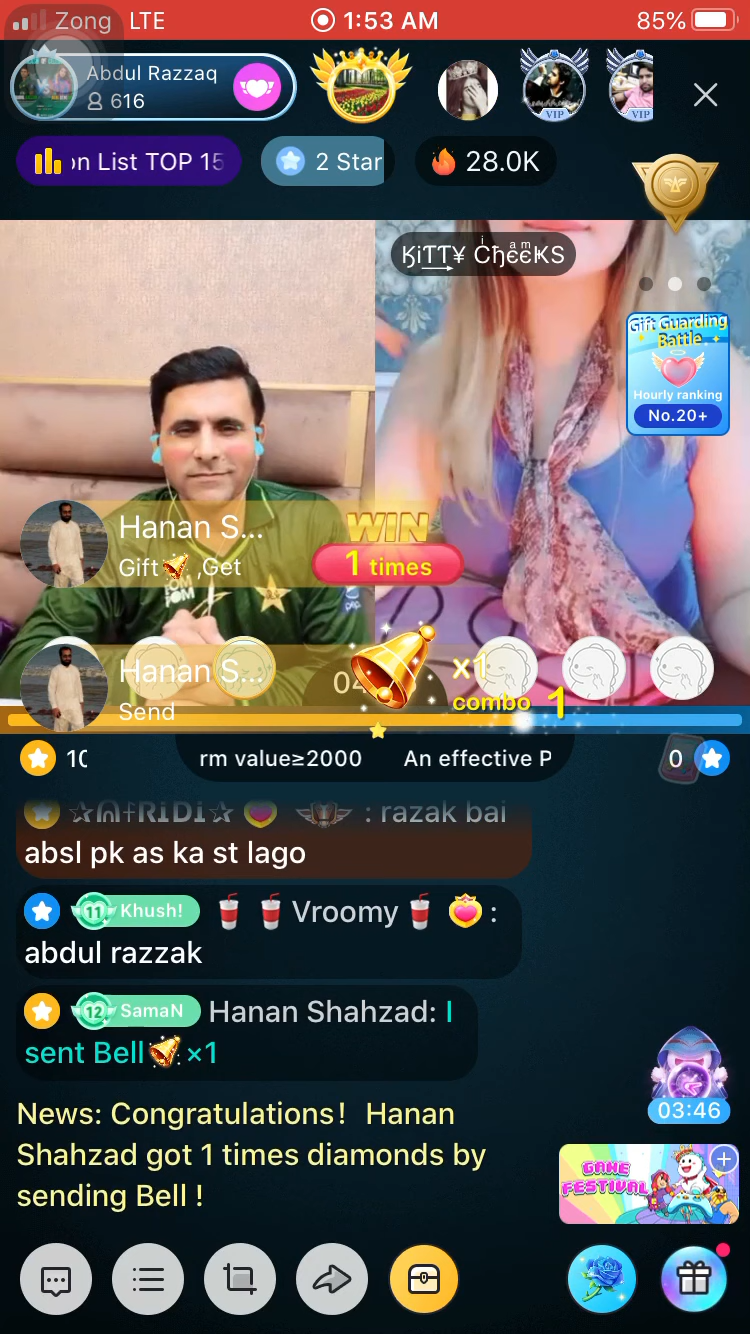 Zong LTE 1:53 AM 85%
Abdul Razzaq
616
VIP
VIP
on List TOP 15
2 Star
28.0K
Gift Guarding
Battle
Hourly ranking
No.20+
Hanan S...
Gift ,Get
WIN
1 times
Hanan S...
Send
x1
combo 1
rm value≥2000 An effective P
0
: razak bai
absl pk as ka st lago
11 Khush! Vroomy :
abdul razzak
12 SamaN Hanan Shahzad: I
sent Bell ×1
News: Congratulations! Hanan
Shahzad got 1 times diamonds by
sending Bell !
03:46
GAME
FESTIVAL